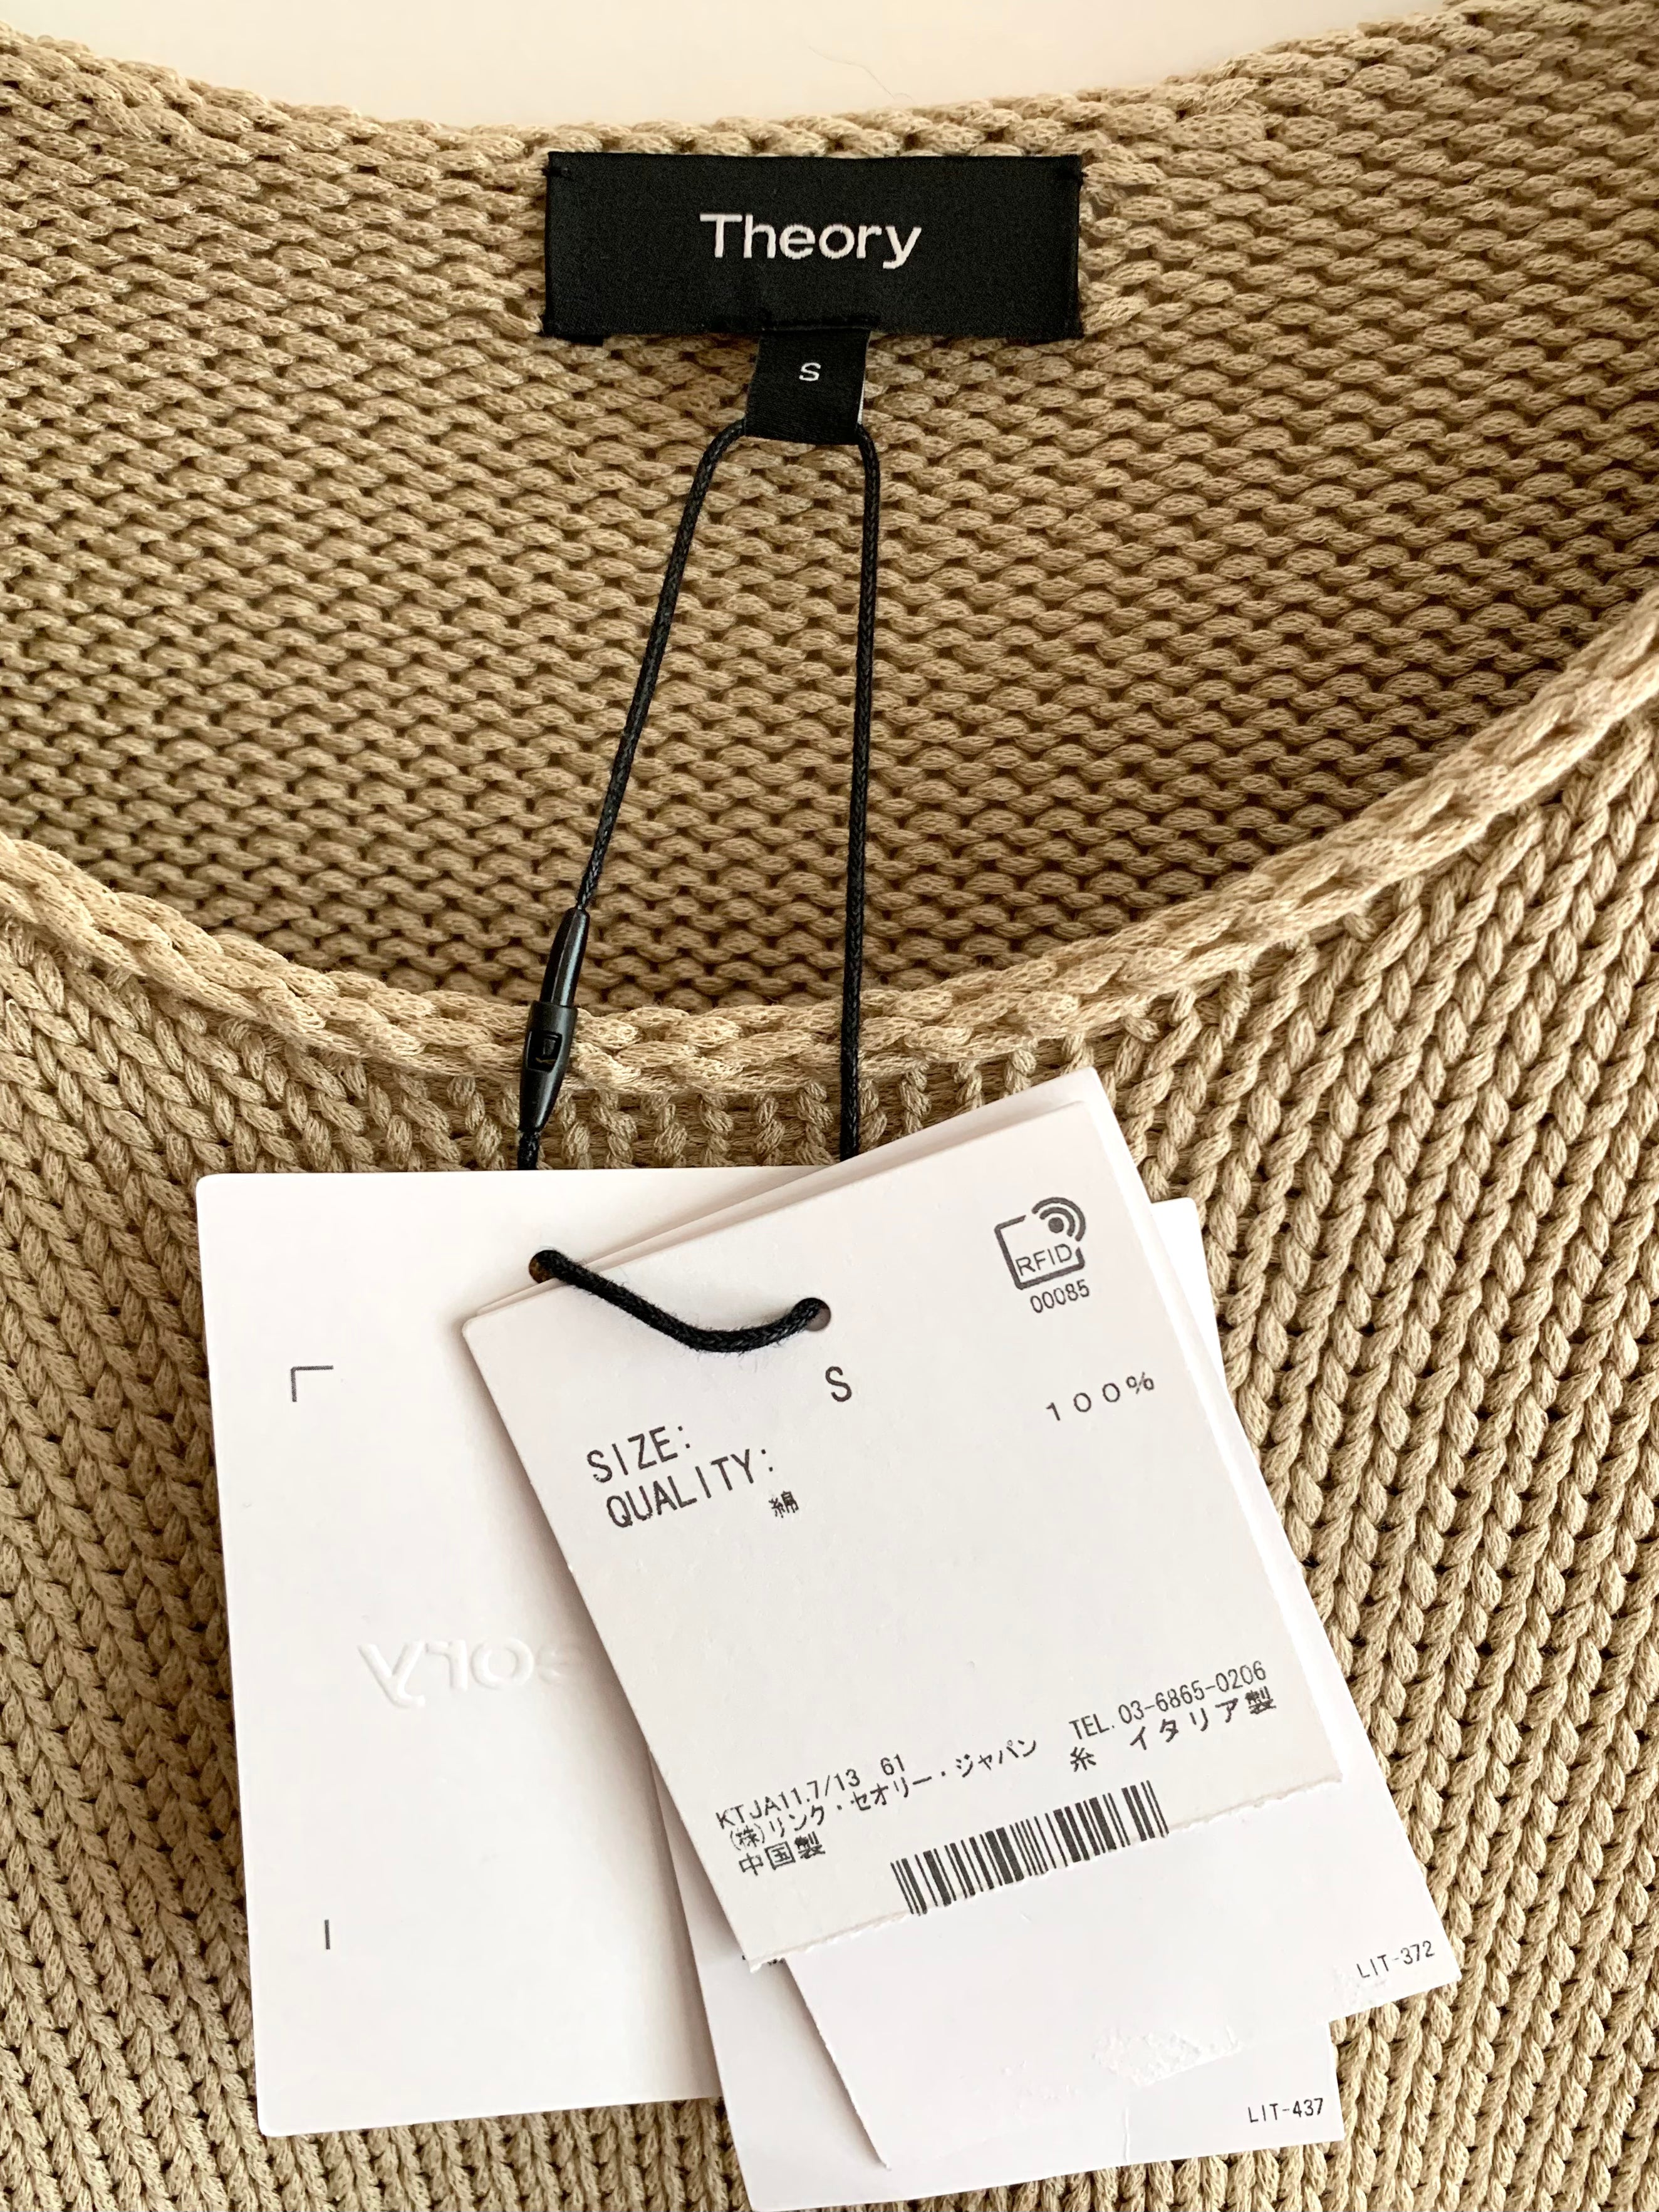 Theory
S
RFID
00085
S
100%
SIZE:
QUALITY:
綿
KTJA11.7/13 61
TEL.03-6865-0206
(株)リンク・セオリー・ジャパン
糸 イタリア製
中国製
LIT-372
LIT-437